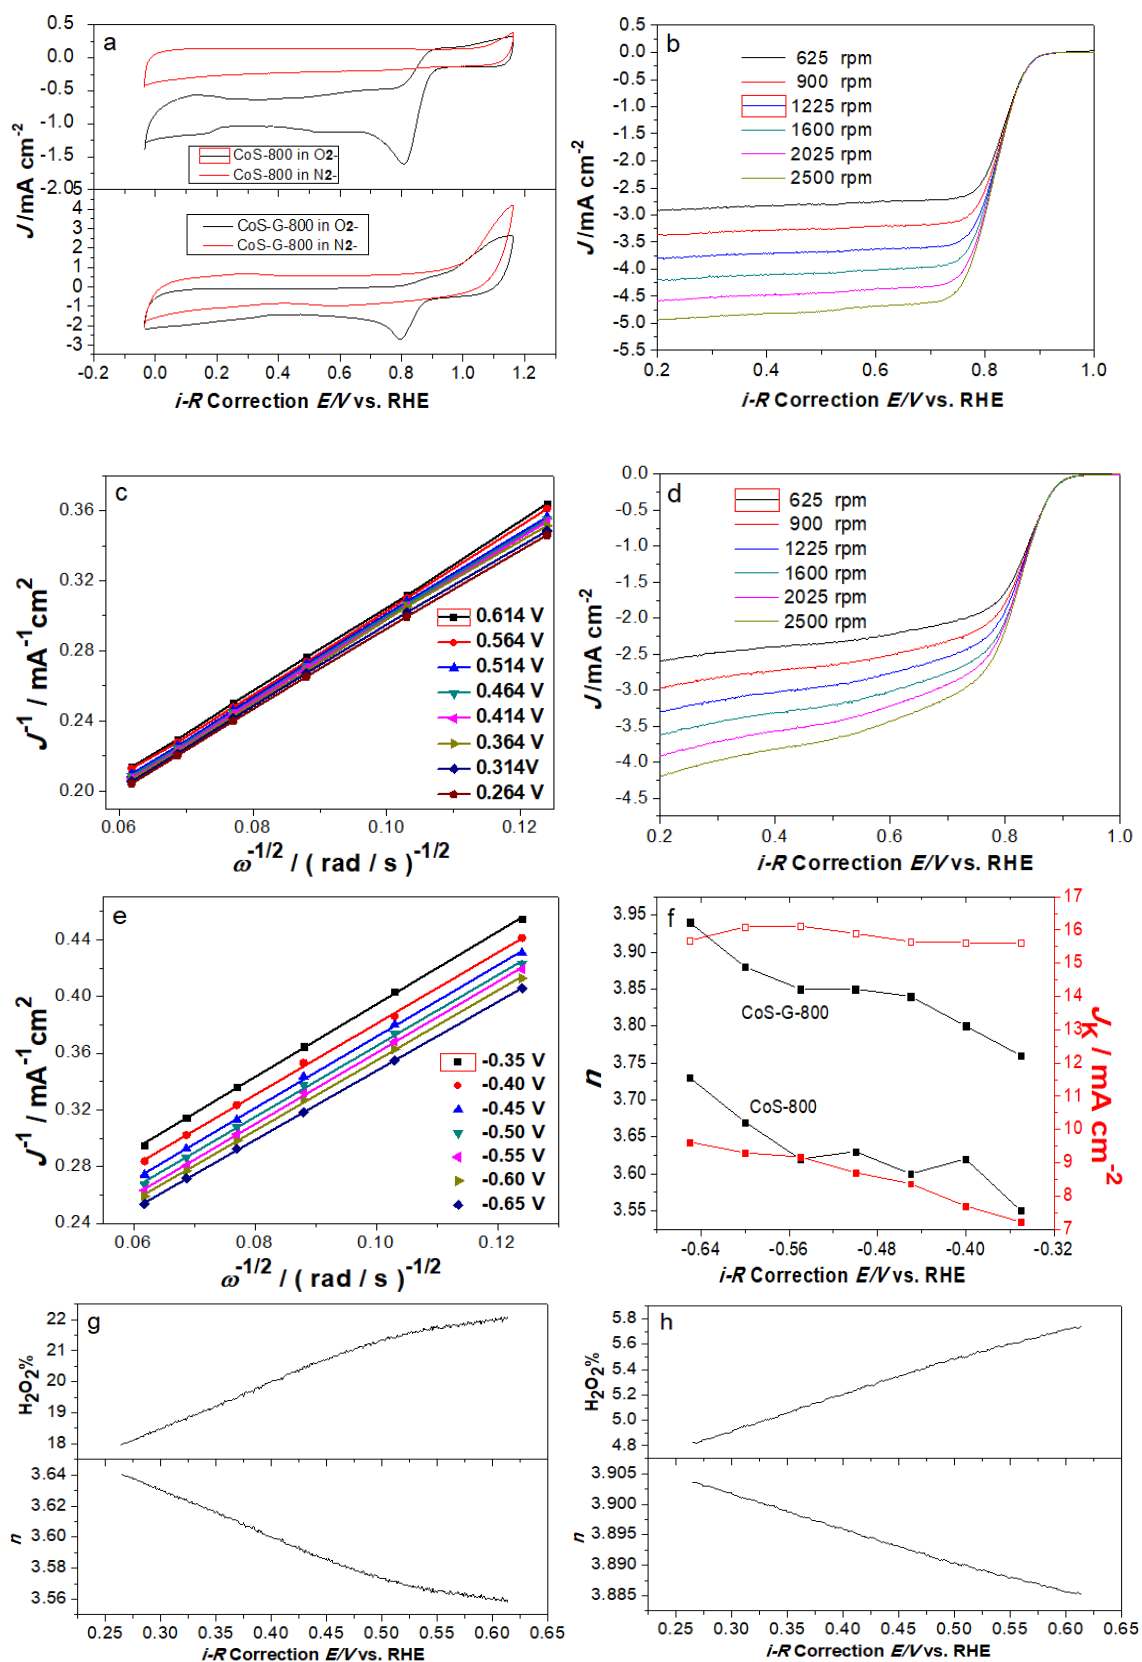 a
0.5
0.0
-0.5
-1.0
-1.5
-2.0
5
4
3
2
1
0
-1
-2
-3
J/mA cm-2
CoS-800 in O2-
CoS-800 in N2-
CoS-G-800 in O2-
CoS-G-800 in N2-
-0.2 0.0 0.2 0.4 0.6 0.8 1.0 1.2
i-R Correction E/V vs. RHE
b
0.5
0.0
-0.5
-1.0
-1.5
-2.0
-2.5
-3.0
-3.5
-4.0
-4.5
-5.0
-5.5
J/mA cm-2
625 rpm
900 rpm
1225 rpm
1600 rpm
2025 rpm
2500 rpm
0.2 0.4 0.6 0.8 1.0
i-R Correction E/V vs. RHE
c
0.36
0.32
0.28
0.24
0.20
J-1 / mA-1cm2
0.614 V
0.564 V
0.514 V
0.464 V
0.414 V
0.364 V
0.314V
0.264 V
0.06 0.08 0.10 0.12
ω-1/2 / ( rad / s )-1/2
d
0.0
-0.5
-1.0
-1.5
-2.0
-2.5
-3.0
-3.5
-4.0
-4.5
J/mA cm-2
625 rpm
900 rpm
1225 rpm
1600 rpm
2025 rpm
2500 rpm
0.2 0.4 0.6 0.8 1.0
i-R Correction E/V vs. RHE
e
0.44
0.40
0.36
0.32
0.28
0.24
J-1 / mA-1cm2
-0.35 V
-0.40 V
-0.45 V
-0.50 V
-0.55 V
-0.60 V
-0.65 V
0.06 0.08 0.10 0.12
ω-1/2 / ( rad / s )-1/2
f
3.95
3.90
3.85
3.80
3.75
3.70
3.65
3.60
3.55
n
CoS-G-800
CoS-800
17
16
15
14
13
12
11
10
9
8
7
JK / mA cm-2
-0.64 -0.56 -0.48 -0.40 -0.32
i-R Correction E/V vs. RHE
g
22
21
20
19
18
H2O2%
3.64
3.62
3.60
3.58
3.56
n
0.25 0.30 0.35 0.40 0.45 0.50 0.55 0.60 0.65
i-R Correction E/V vs. RHE
h
5.8
5.6
5.4
5.2
5.0
4.8
H2O2%
3.905
3.900
3.895
3.890
3.885
n
0.25 0.30 0.35 0.40 0.45 0.50 0.55 0.60 0.65
i-R Correction E/V vs. RHE